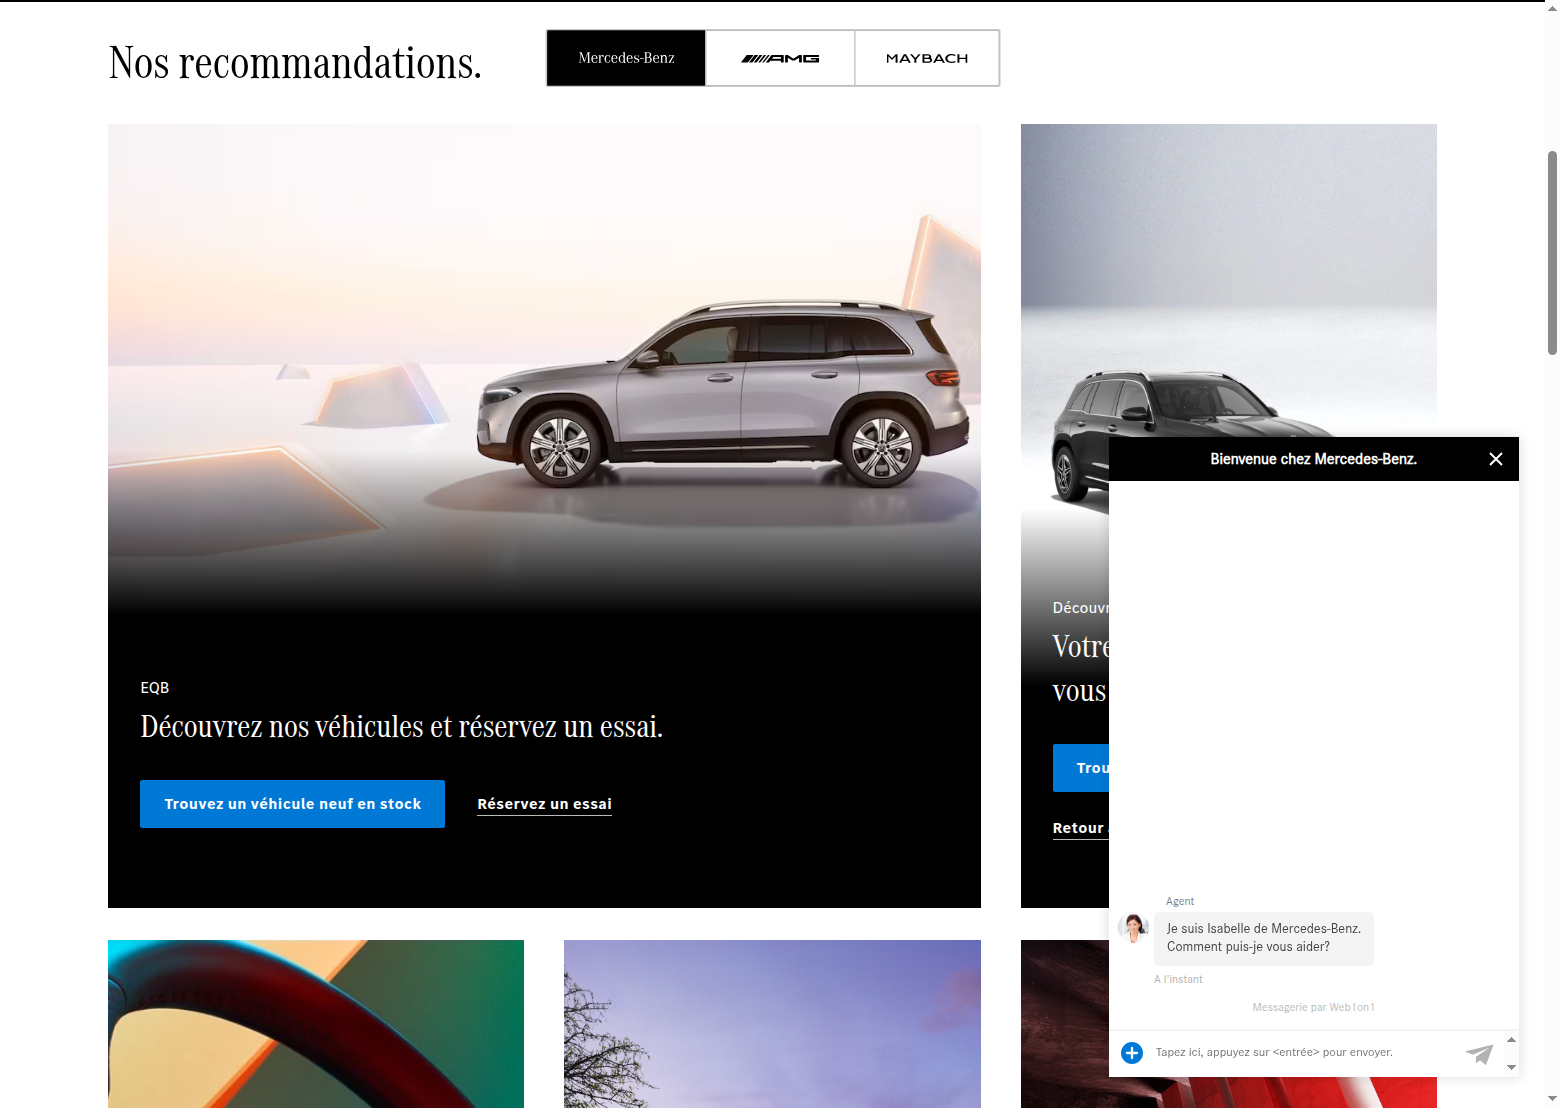 Nos recommandations.
Mercedes-Benz
AMG
MAYBACH
EQB
Découvrez nos véhicules et réservez un essai.
Trouvez un véhicule neuf en stock
Réservez un essai
Votre
vous
Retour
Bienvenue chez Mercedes-Benz.
Agent
Je suis Isabelle de Mercedes-Benz.
Comment puis-je vous aider?
A l'instant
Messagerie par Web1on1
Tapez ici, appuyez sur <entrée> pour envoyer.